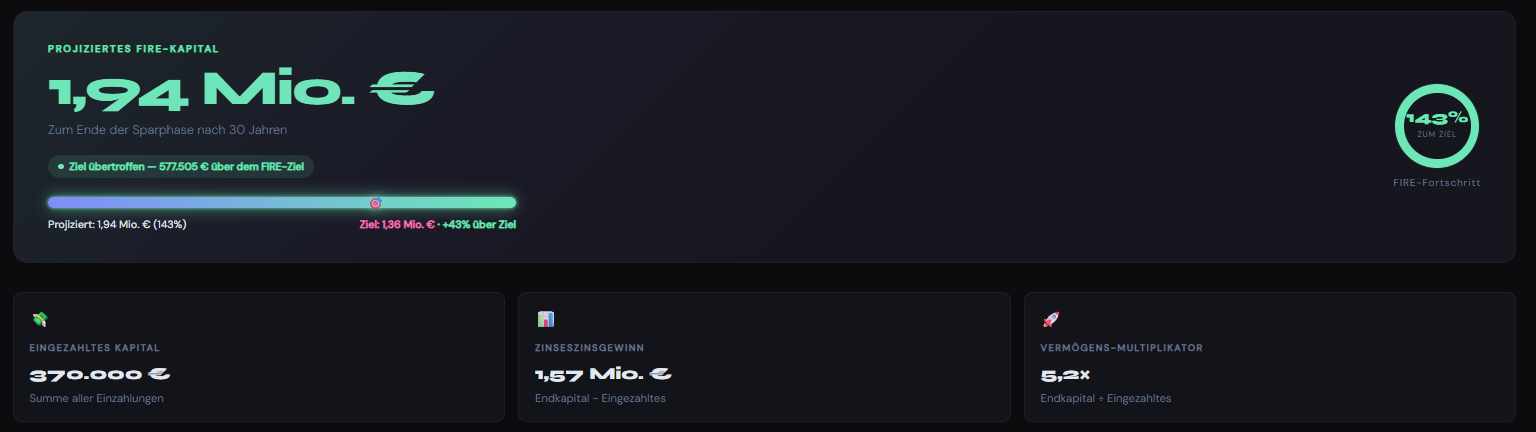 PROJIZIERTES FIRE-KAPITAL
1,94 Mio. €
Zum Ende der Sparphase nach 30 Jahren
Ziel übertroffen — 577.505 € über dem FIRE-Ziel
Projiziert: 1,94 Mio. € (143%)
Ziel: 1,36 Mio. € · +43% über Ziel
143%
ZUM ZIEL
FIRE-Fortschritt
EINGEZAHLTES KAPITAL
370.000 €
Summe aller Einzahlungen
ZINSESZINSGEWINN
1,57 Mio. €
Endkapital − Eingezahltes
VERMÖGENS-MULTIPLIKATOR
5,2×
Endkapital ÷ Eingezahltes